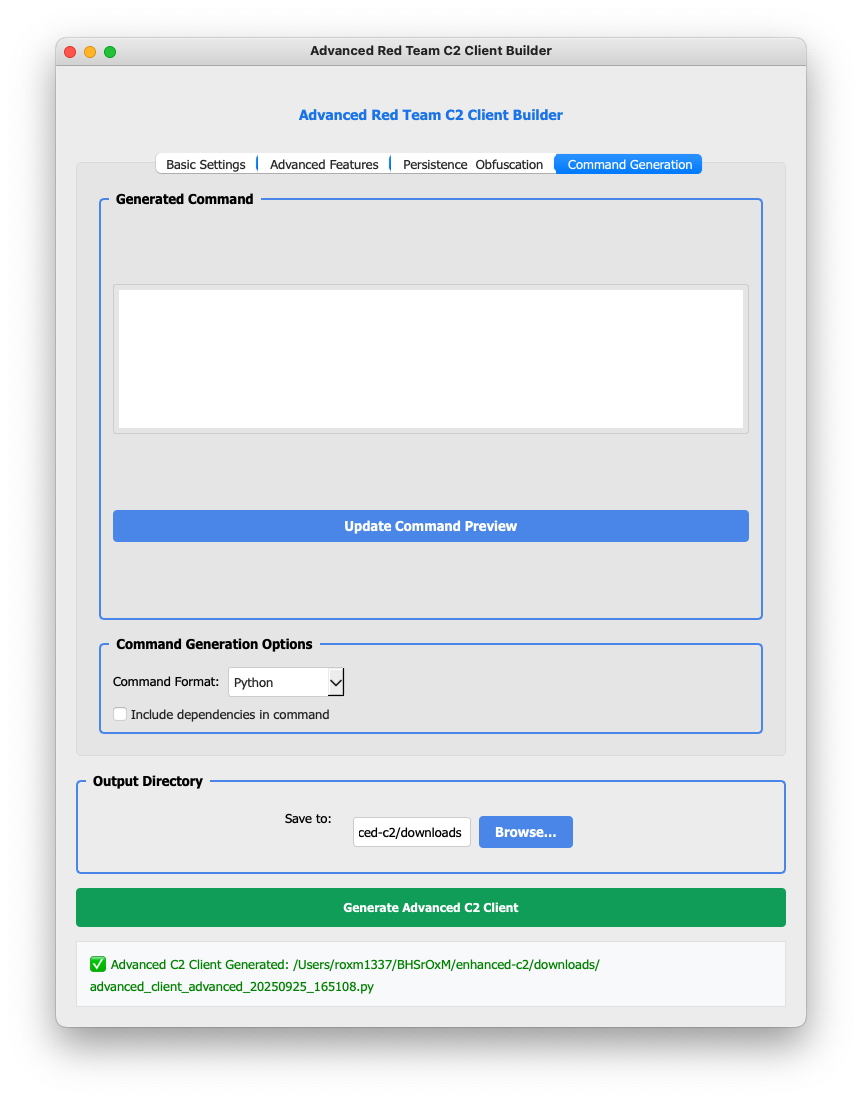 Advanced Red Team C2 Client Builder
Advanced Red Team C2 Client Builder
Basic Settings Advanced Features Persistence Obfuscation Command Generation
Generated Command
Update Command Preview
Command Generation Options
Command Format: Python
Include dependencies in command
Output Directory
Save to: ced-c2/downloads Browse...
Generate Advanced C2 Client
✅ Advanced C2 Client Generated: /Users/roxm1337/BHSrOxM/enhanced-c2/downloads/
advanced_client_advanced_20250925_165108.py